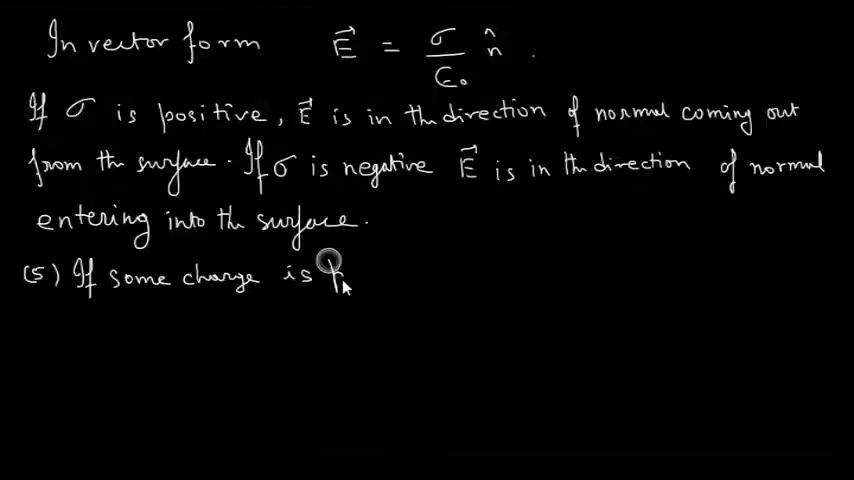 In vector form E⃗ = σ/ε₀ n̂ .
If σ is positive, E⃗ is in the direction of normal coming out
from the surface. If σ is negative E⃗ is in the direction of normal
entering into the surface.
(5) If some charge is